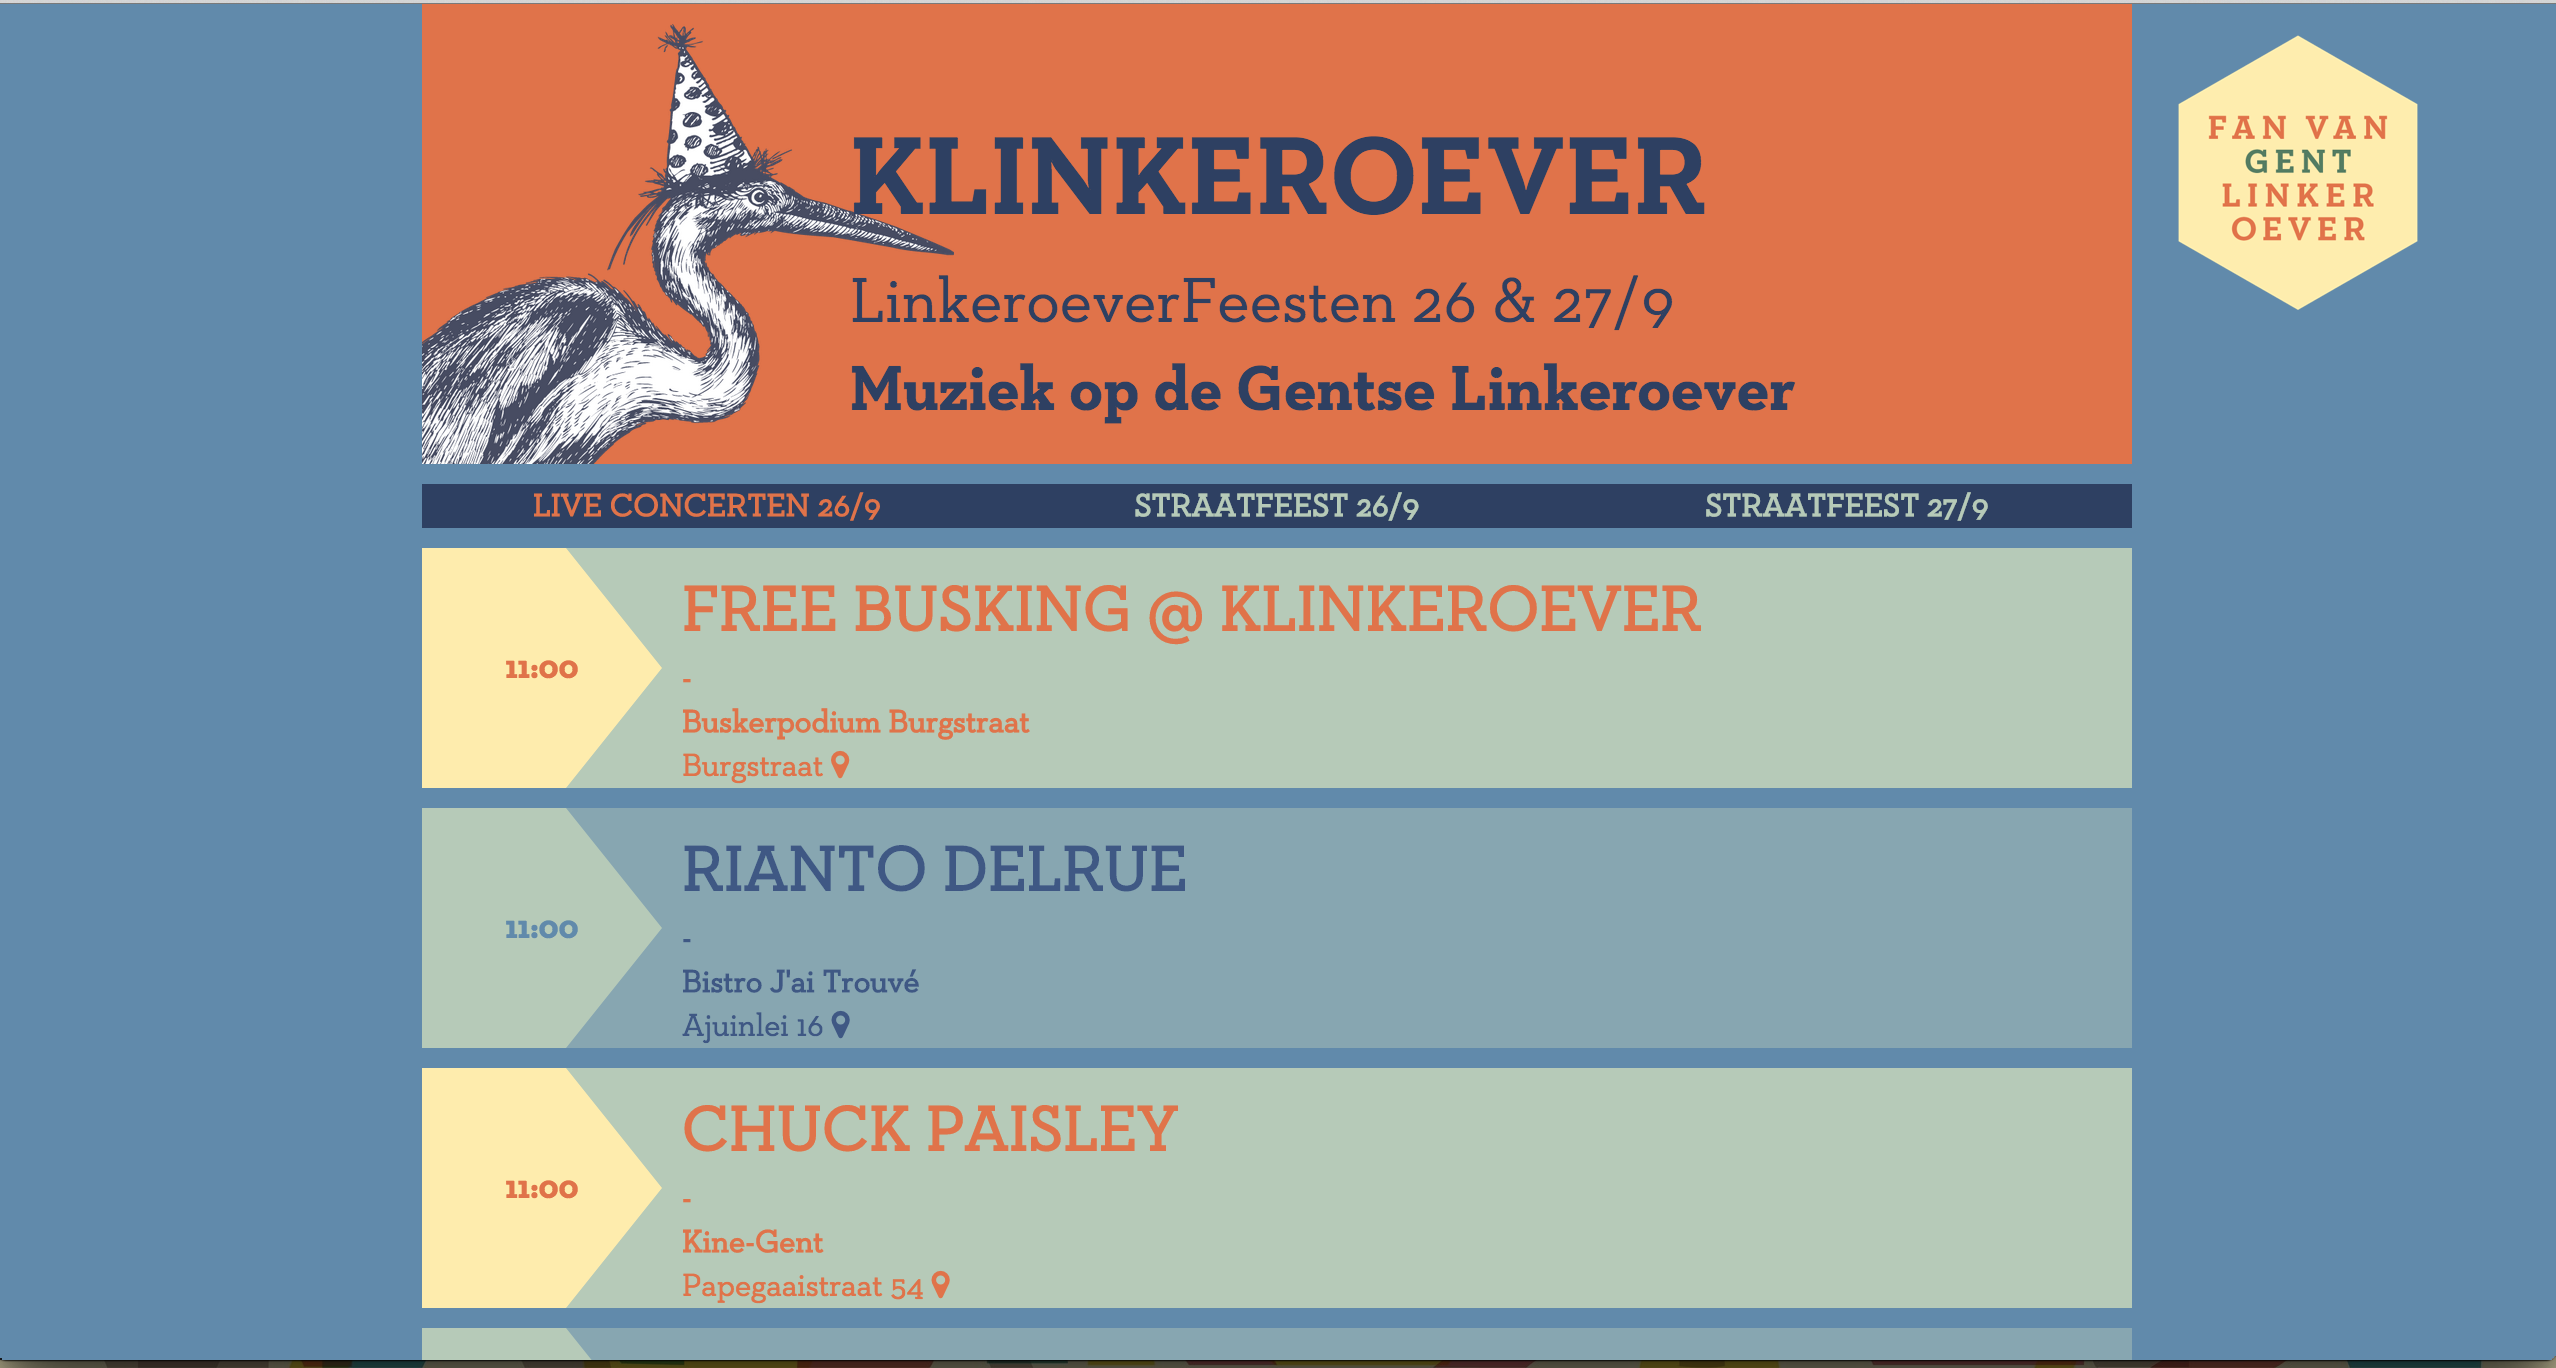 KLINKEROEVER
LinkeroeverFeesten 26 & 27/9
Muziek op de Gentse Linkeroever
FAN VAN
GENT
LINKER
OEVER
LIVE CONCERTEN 26/9
STRAATFEEST 26/9
STRAATFEEST 27/9
11:00
FREE BUSKING @ KLINKEROEVER
-
Buskerpodium Burgstraat
Burgstraat
11:00
RIANTO DELRUE
-
Bistro J'ai Trouvé
Ajuinlei 16
11:00
CHUCK PAISLEY
-
Kine-Gent
Papegaaistraat 54